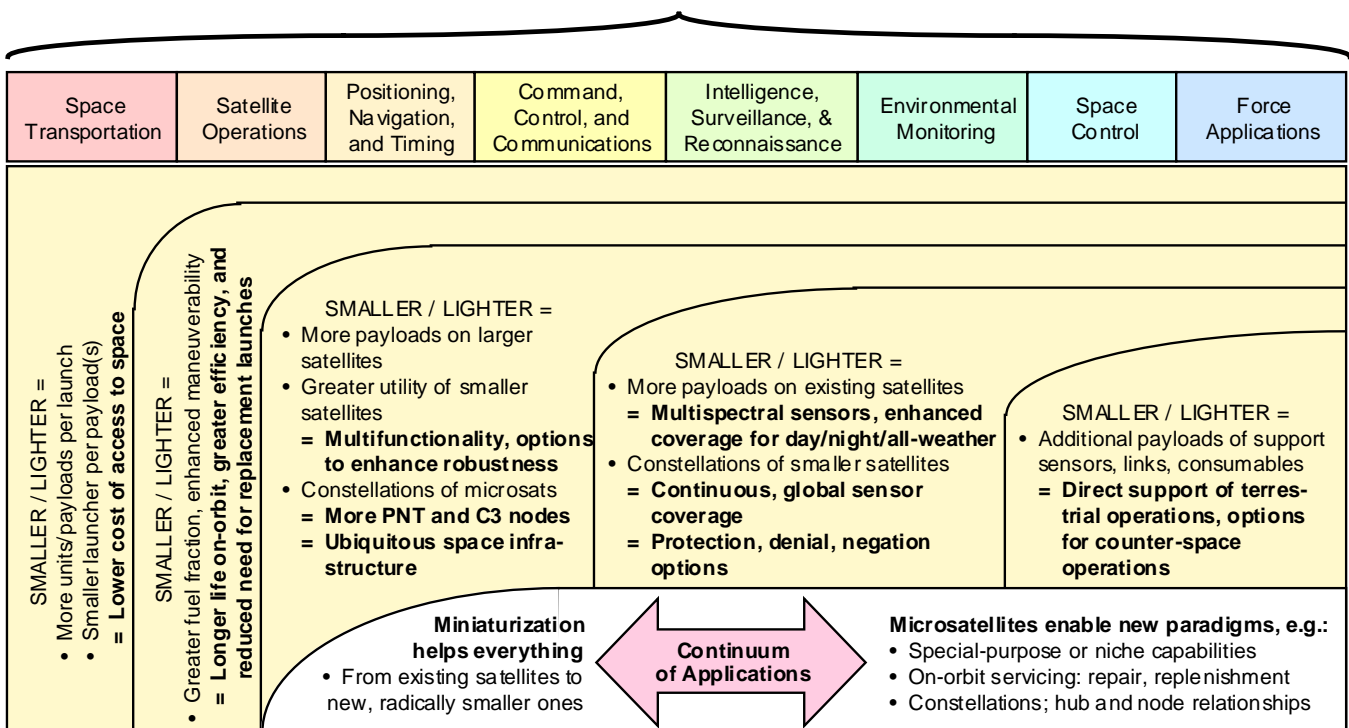 Space
Transportation
Satellite
Operations
Positioning,
Navigation,
and Timing
Command,
Control, and
Communications
Intelligence,
Surveillance, &
Reconnaissance
Environmental
Monitoring
Space
Control
Force
Applications
SMALLER / LIGHTER =
• More units/payloads per launch
• Smaller launcher per payload(s)
= Lower cost of access to space
SMALLER / LIGHTER =
• Greater fuel fraction, enhanced maneuverability
= Longer life on-orbit, greater efficiency, and
reduced need for replacement launches
SMALLER / LIGHTER =
• More payloads on larger
satellites
• Greater utility of smaller
satellites
= Multifunctionality, options
to enhance robustness
• Constellations of microsats
= More PNT and C3 nodes
= Ubiquitous space infra-
structure
SMALLER / LIGHTER =
• More payloads on existing satellites
= Multispectral sensors, enhanced
coverage for day/night/all-weather
• Constellations of smaller satellites
= Continuous, global sensor
coverage
= Protection, denial, negation
options
SMALLER / LIGHTER =
• Additional payloads of support
sensors, links, consumables
= Direct support of terres-
trial operations, options
for counter-space
operations
Miniaturization
helps everything
• From existing satellites to
new, radically smaller ones
Continuum
of Applications
Microsatellites enable new paradigms, e.g.:
• Special-purpose or niche capabilities
• On-orbit servicing: repair, replenishment
• Constellations; hub and node relationships